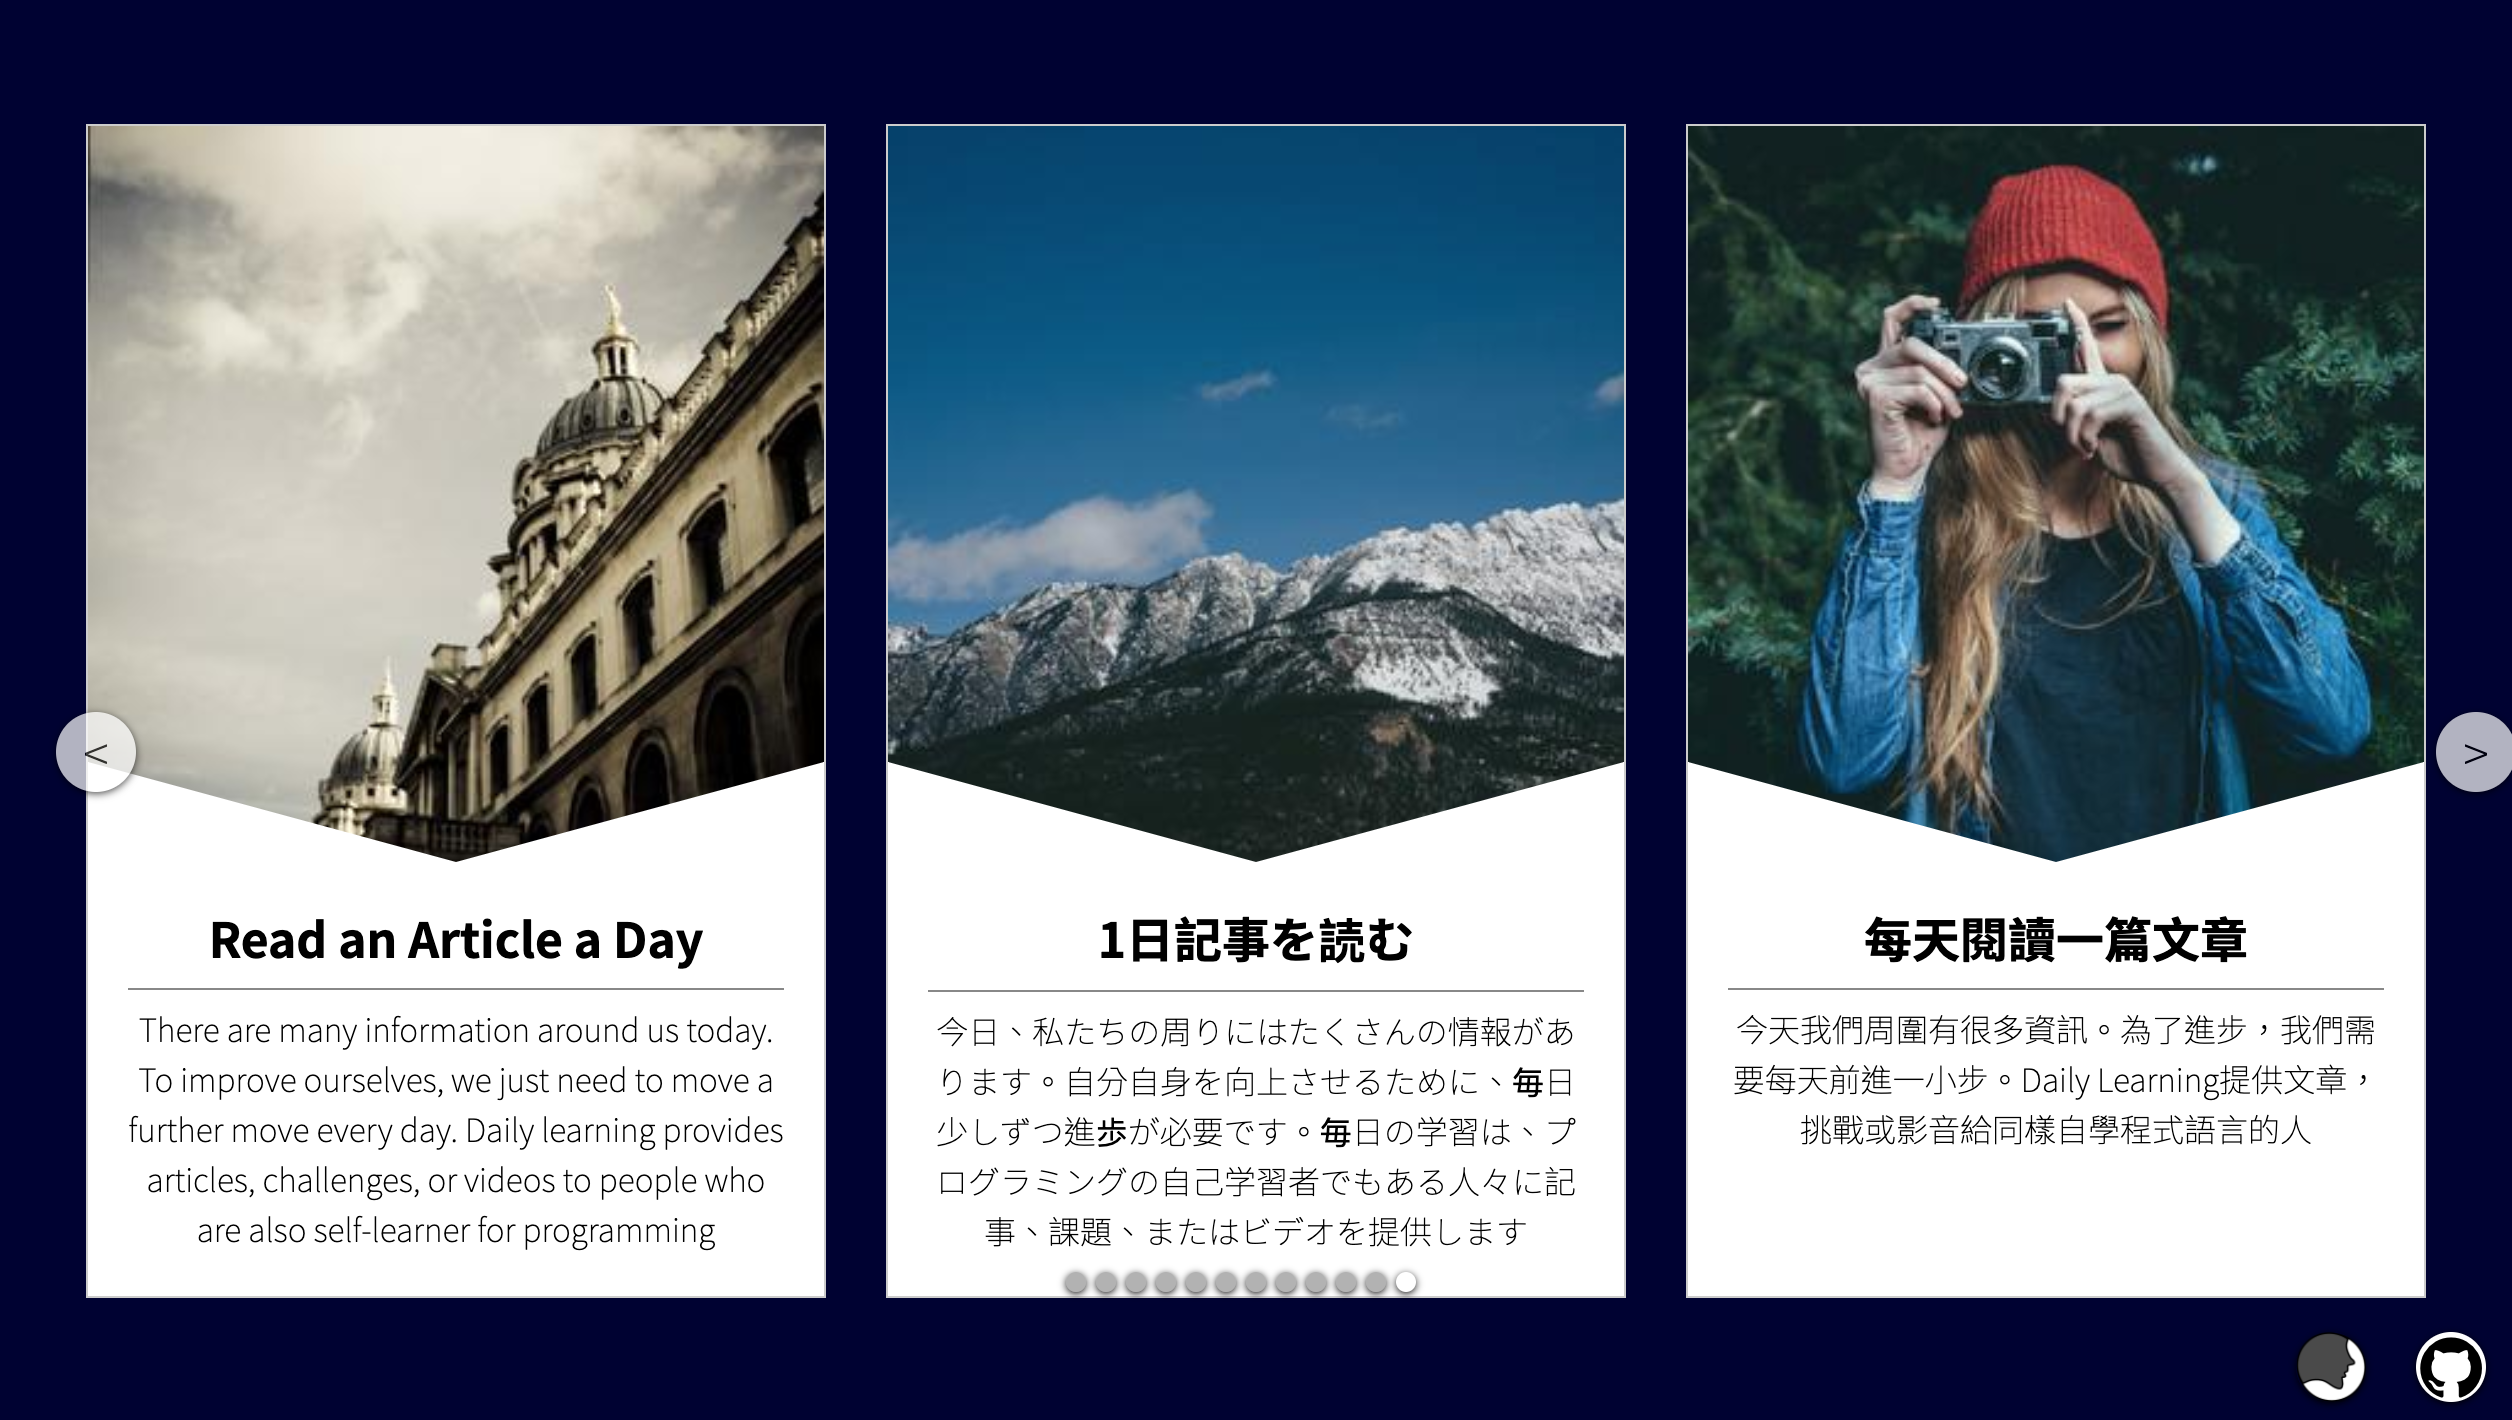 Read an Article a Day
There are many information around us today.
To improve ourselves, we just need to move a
further move every day. Daily learning provides
articles, challenges, or videos to people who
are also self-learner for programming
1日記事を読む
今日、私たちの周りにはたくさんの情報があ
ります。自分自身を向上させるために、毎日
少しずつ進歩が必要です。毎日の学習は、プ
ログラミングの自己学習者でもある人々に記
事、課題、またはビデオを提供します
每天閱讀一篇文章
今天我們周圍有很多資訊。為了進步，我們需
要每天前進一小步。Daily Learning提供文章，
挑戰或影音給同樣自學程式語言的人
<
>